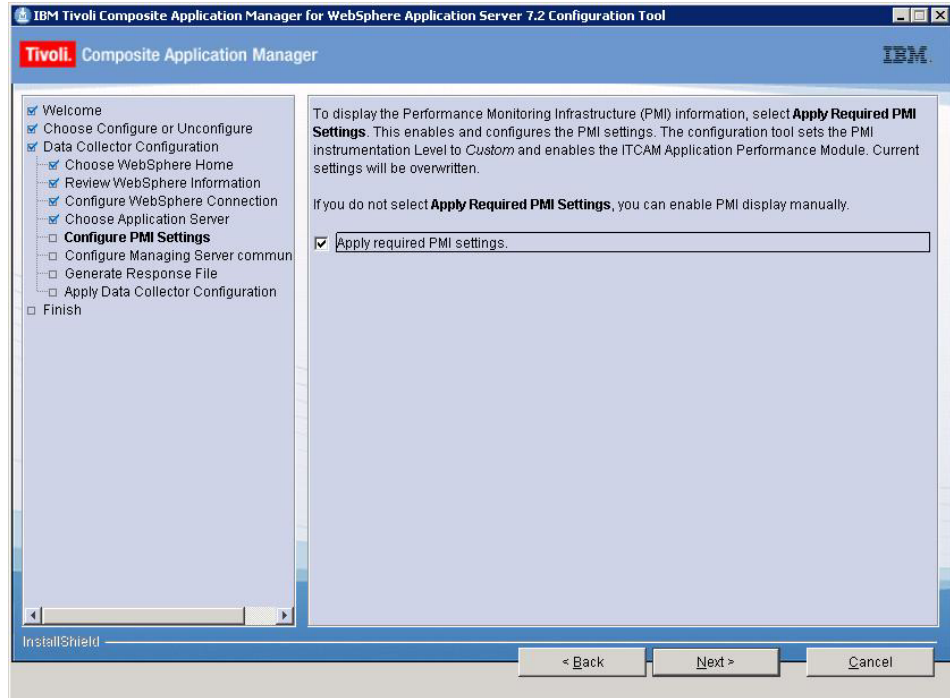 IBM Tivoli Composite Application Manager for WebSphere Application Server 7.2 Configuration Tool
Tivoli. Composite Application Manager
IBM.
Welcome
Choose Configure or Unconfigure
Data Collector Configuration
Choose WebSphere Home
Review WebSphere Information
Configure WebSphere Connection
Choose Application Server
Configure PMI Settings
Configure Managing Server commun
Generate Response File
Apply Data Collector Configuration
Finish
To display the Performance Monitoring Infrastructure (PMI) information, select Apply Required PMI
Settings. This enables and configures the PMI settings. The configuration tool sets the PMI
instrumentation Level to Custom and enables the ITCAM Application Performance Module. Current
settings will be overwritten.
If you do not select Apply Required PMI Settings, you can enable PMI display manually.
Apply required PMI settings.
InstallShield
< Back
Next >
Cancel